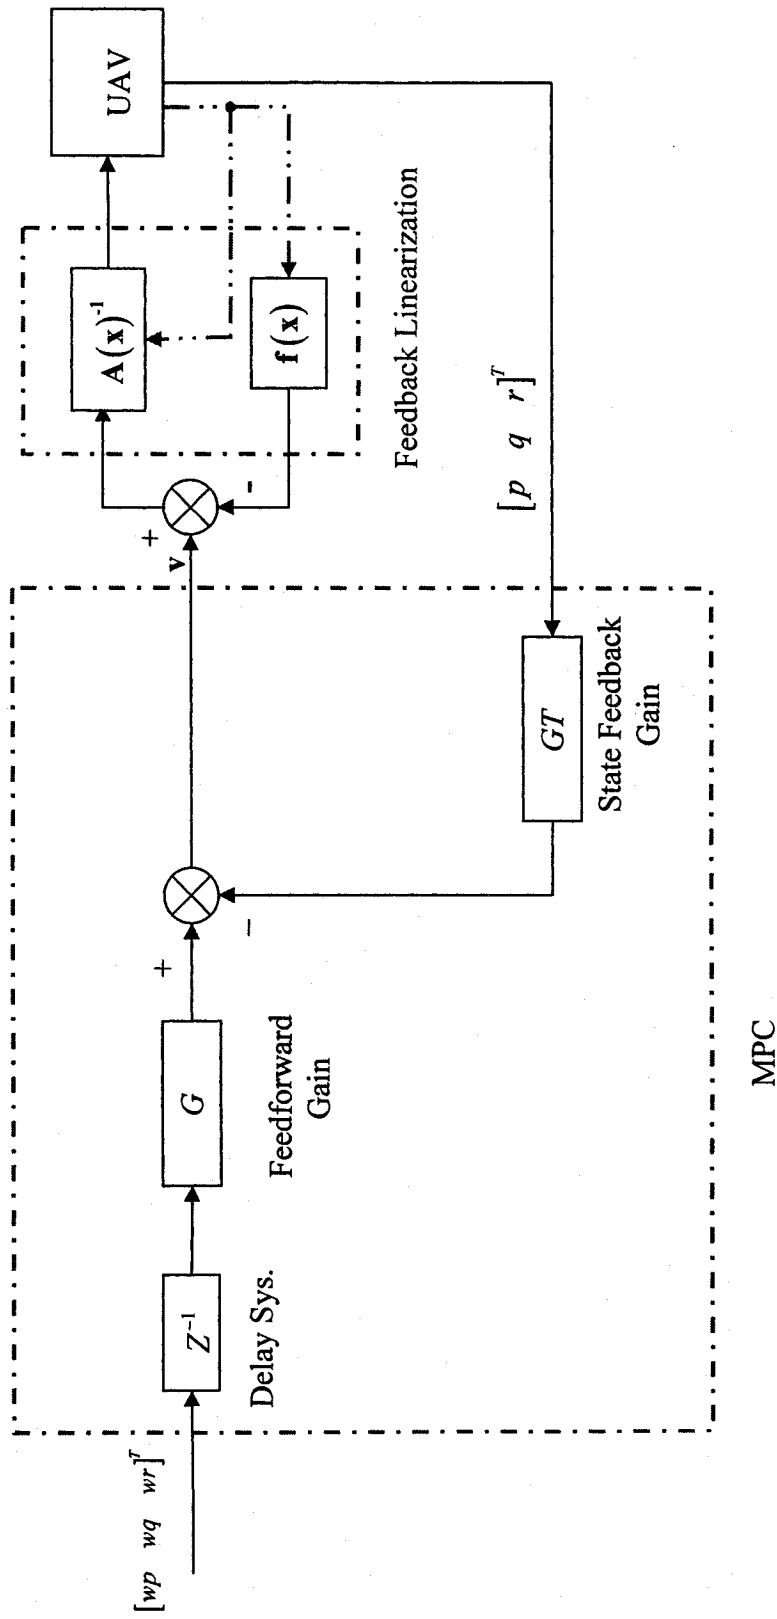 [wp wq wr]ᵀ
Z⁻¹
Delay Sys.
G
Feedforward
Gain
+
−
GT
State Feedback
Gain
MPC
v
+
-
A(x)⁻¹
f(x)
Feedback Linearization
UAV
[p q r]ᵀ